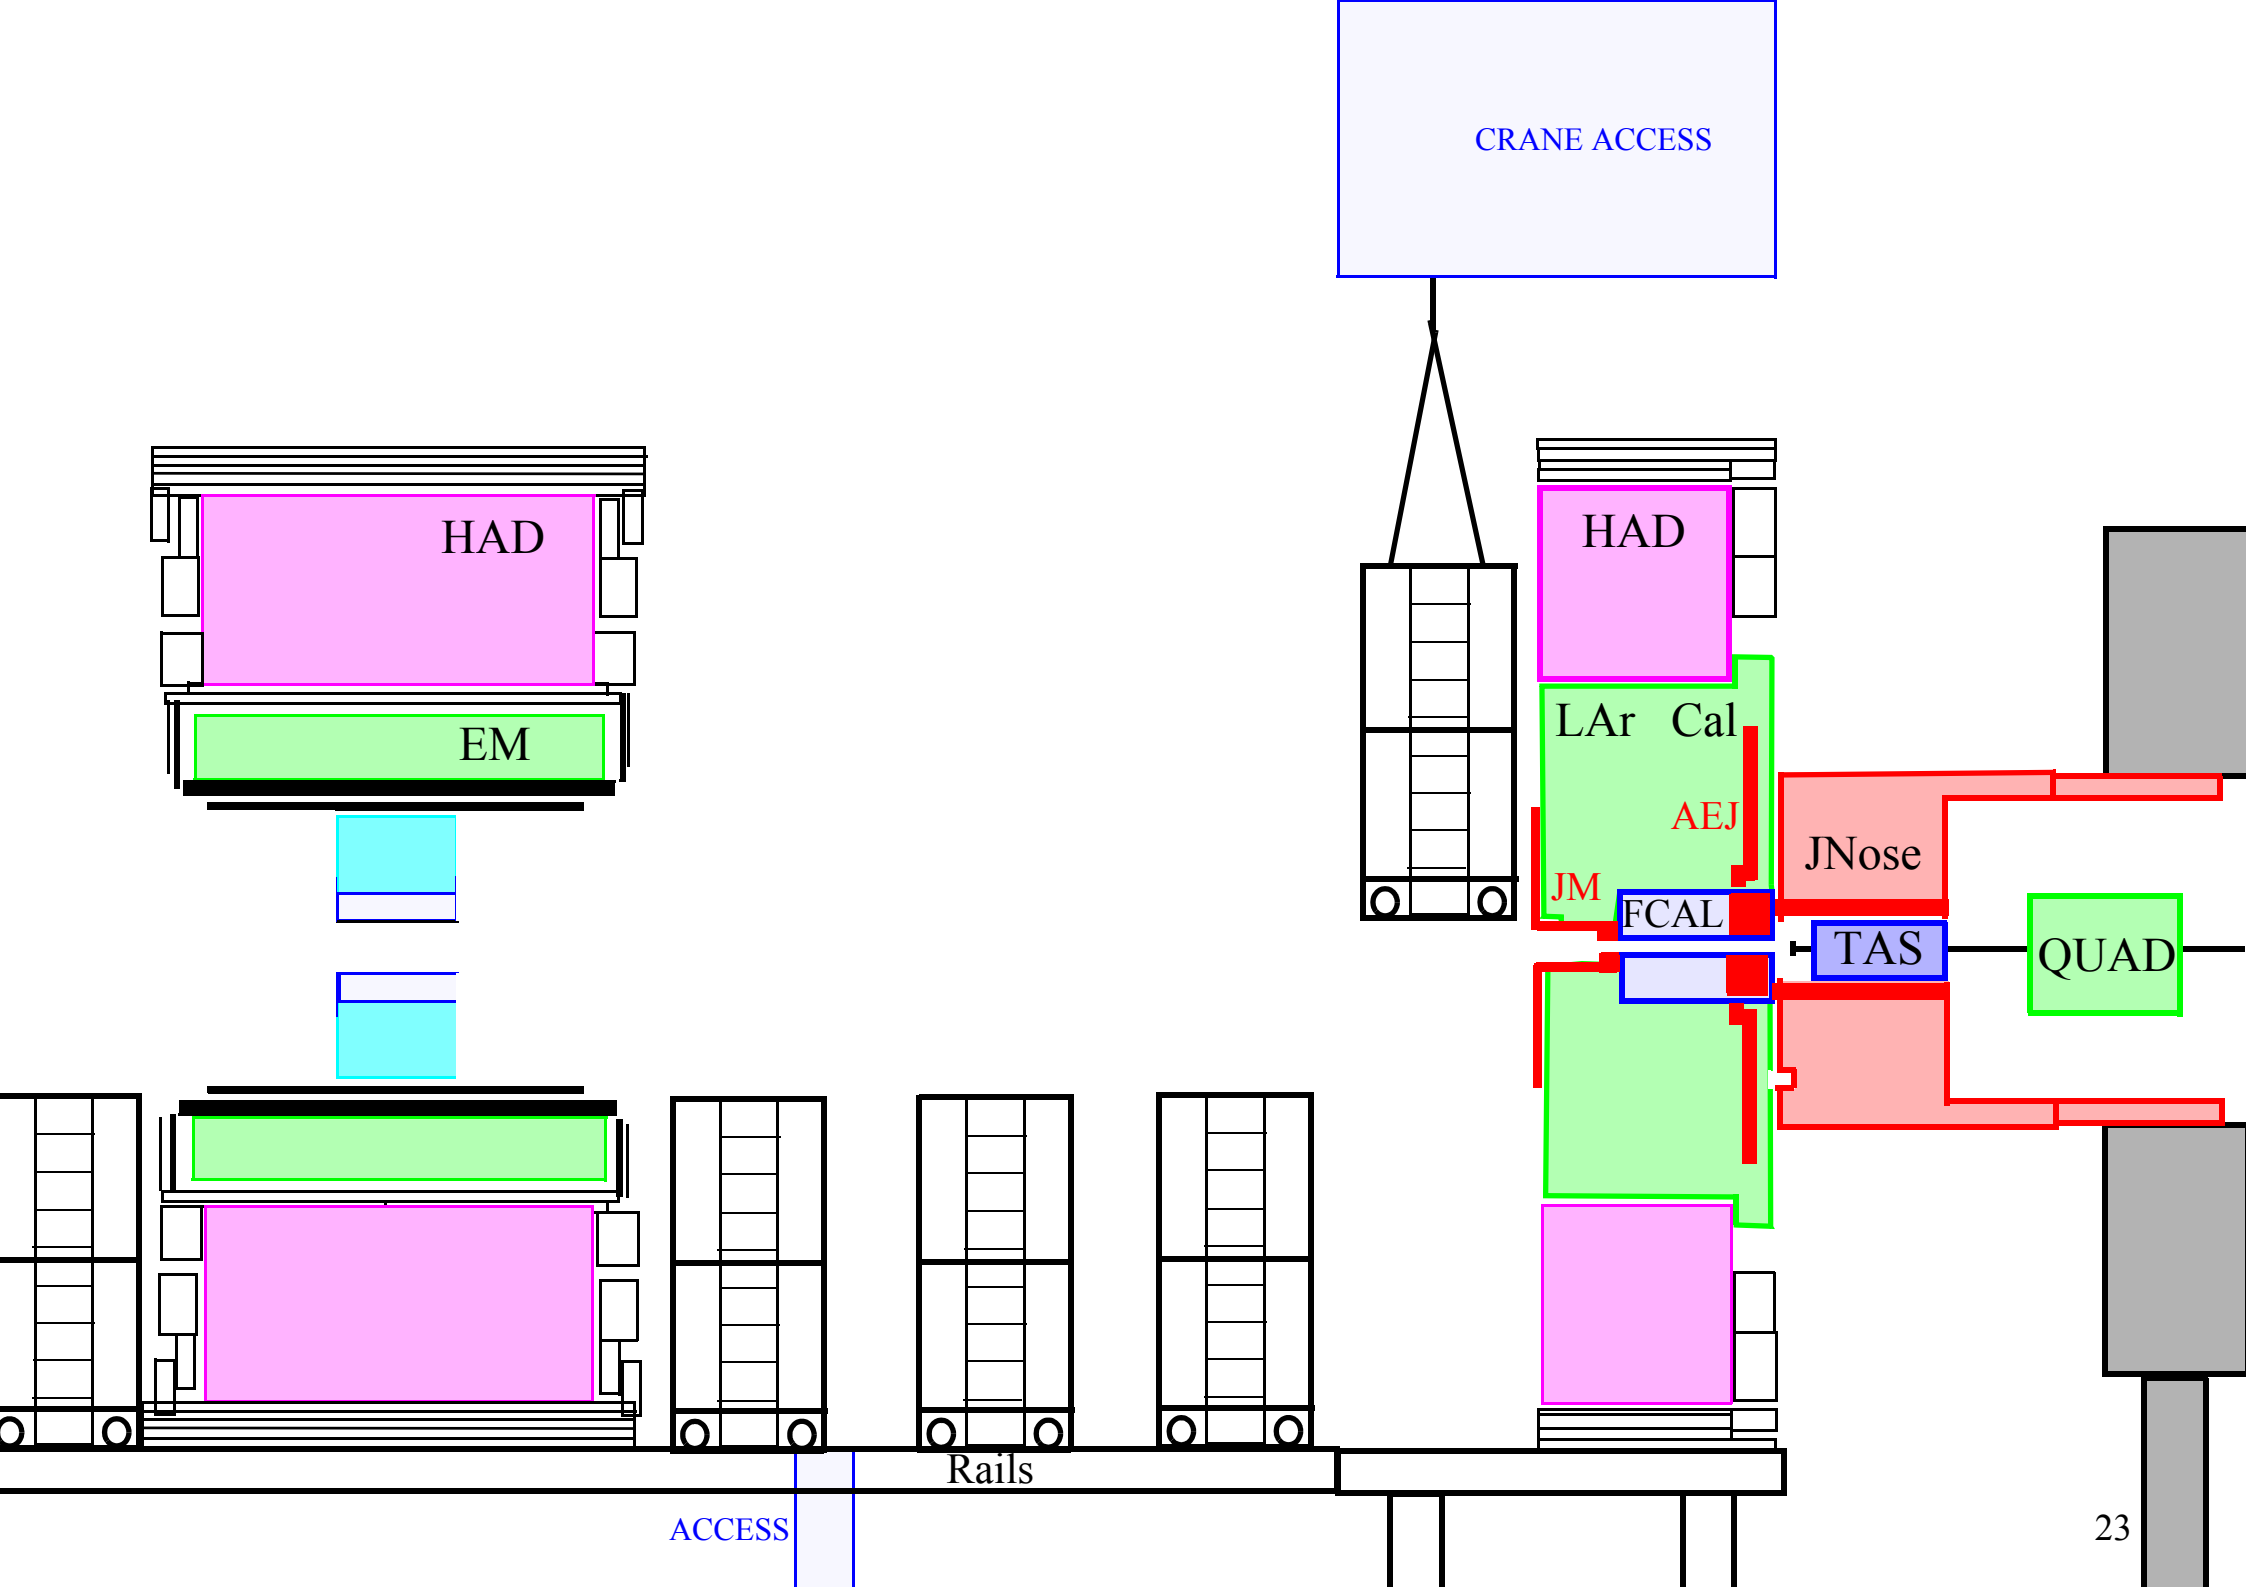 CRANE ACCESS
HAD
HAD
EM
LAr Cal
AEJ
JNose
JM
FCAL
TAS
QUAD
Rails
ACCESS
23